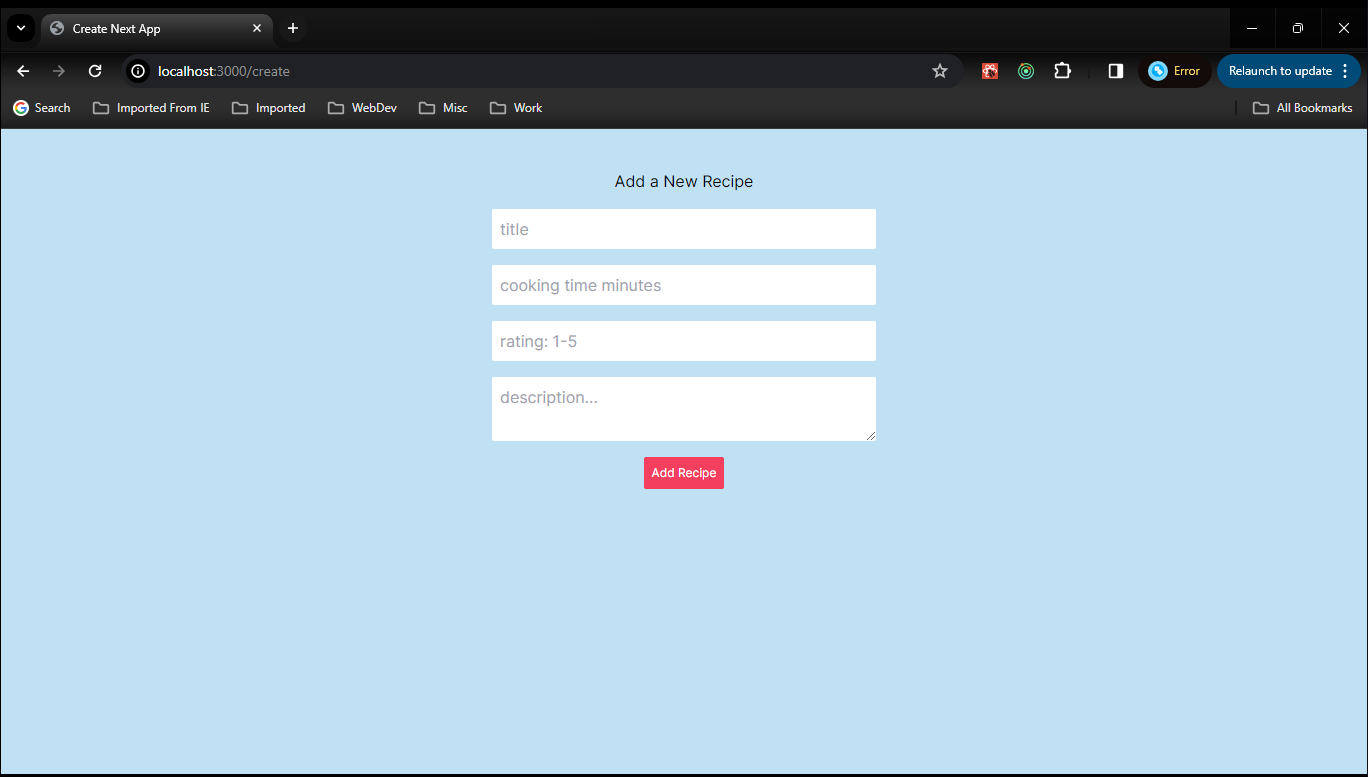 Create Next App
localhost:3000/create
Error
Relaunch to update
Search
Imported From IE
Imported
WebDev
Misc
Work
All Bookmarks
Add a New Recipe
title
cooking time minutes
rating: 1-5
description...
Add Recipe